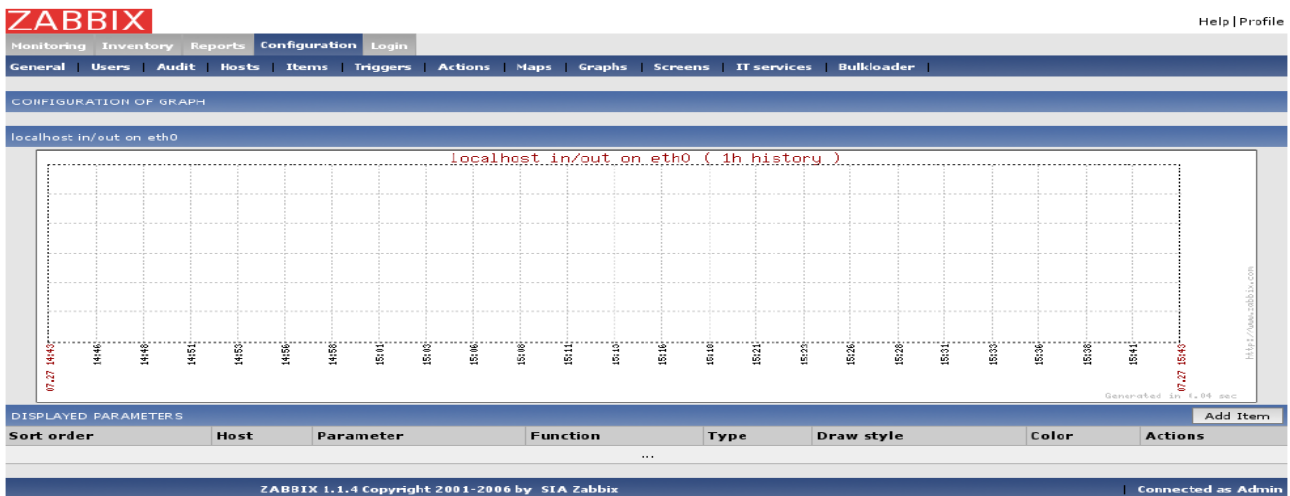 ZABBIX
Help | Profile
Monitoring Inventory Reports Configuration Login
General | Users | Audit | Hosts | Items | Triggers | Actions | Maps | Graphs | Screens | IT services | Bulkloader |
CONFIGURATION OF GRAPH
localhost in/out on eth0
localhost in/out on eth0 ( 1h history )
07.27 14:43 14:46 14:48 14:51 14:53 14:56 14:58 15:01 15:03 15:06 15:08 15:11 15:13 15:16 15:18 15:21 15:23 15:26 15:28 15:31 15:33 15:36 15:38 15:41 07.27 15:43
http://www.zabbix.com
Generated in sec
DISPLAYED PARAMETERS
Add Item
Sort order Host Parameter Function Type Draw style Color Actions
...
ZABBIX 1.1.4 Copyright 2001-2006 by SIA Zabbix
| Connected as Admin